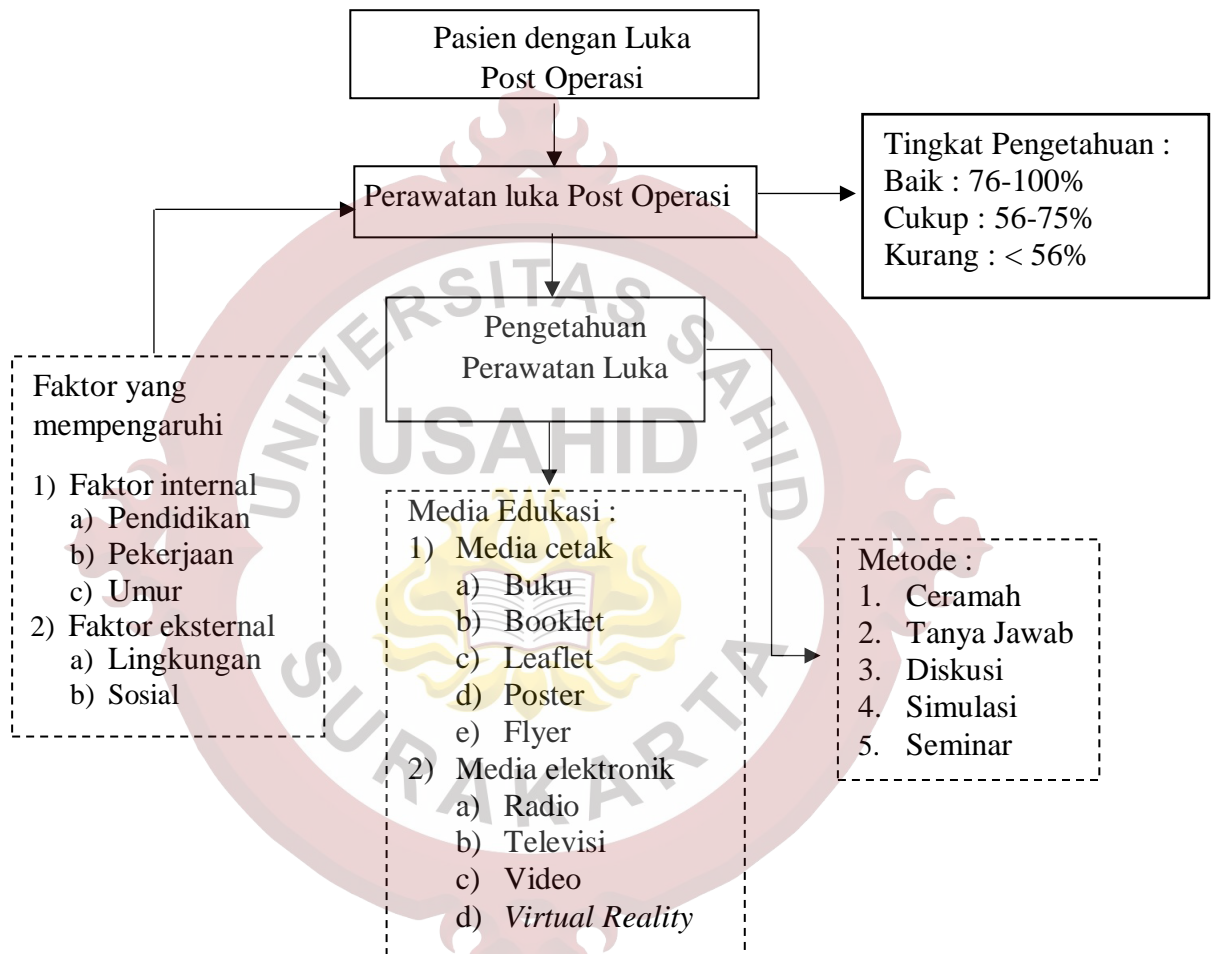 Pasien dengan Luka
Post Operasi
Perawatan luka Post Operasi
Tingkat Pengetahuan :
Baik : 76-100%
Cukup : 56-75%
Kurang : < 56%
Pengetahuan
Perawatan Luka
Faktor yang
mempengaruhi
1) Faktor internal
a) Pendidikan
b) Pekerjaan
c) Umur
2) Faktor eksternal
a) Lingkungan
b) Sosial
Media Edukasi :
1) Media cetak
a) Buku
b) Booklet
c) Leaflet
d) Poster
e) Flyer
2) Media elektronik
a) Radio
b) Televisi
c) Video
d) Virtual Reality
Metode :
1. Ceramah
2. Tanya Jawab
3. Diskusi
4. Simulasi
5. Seminar
UNIVERSITAS SAHID
USAHID
SURAKARTA